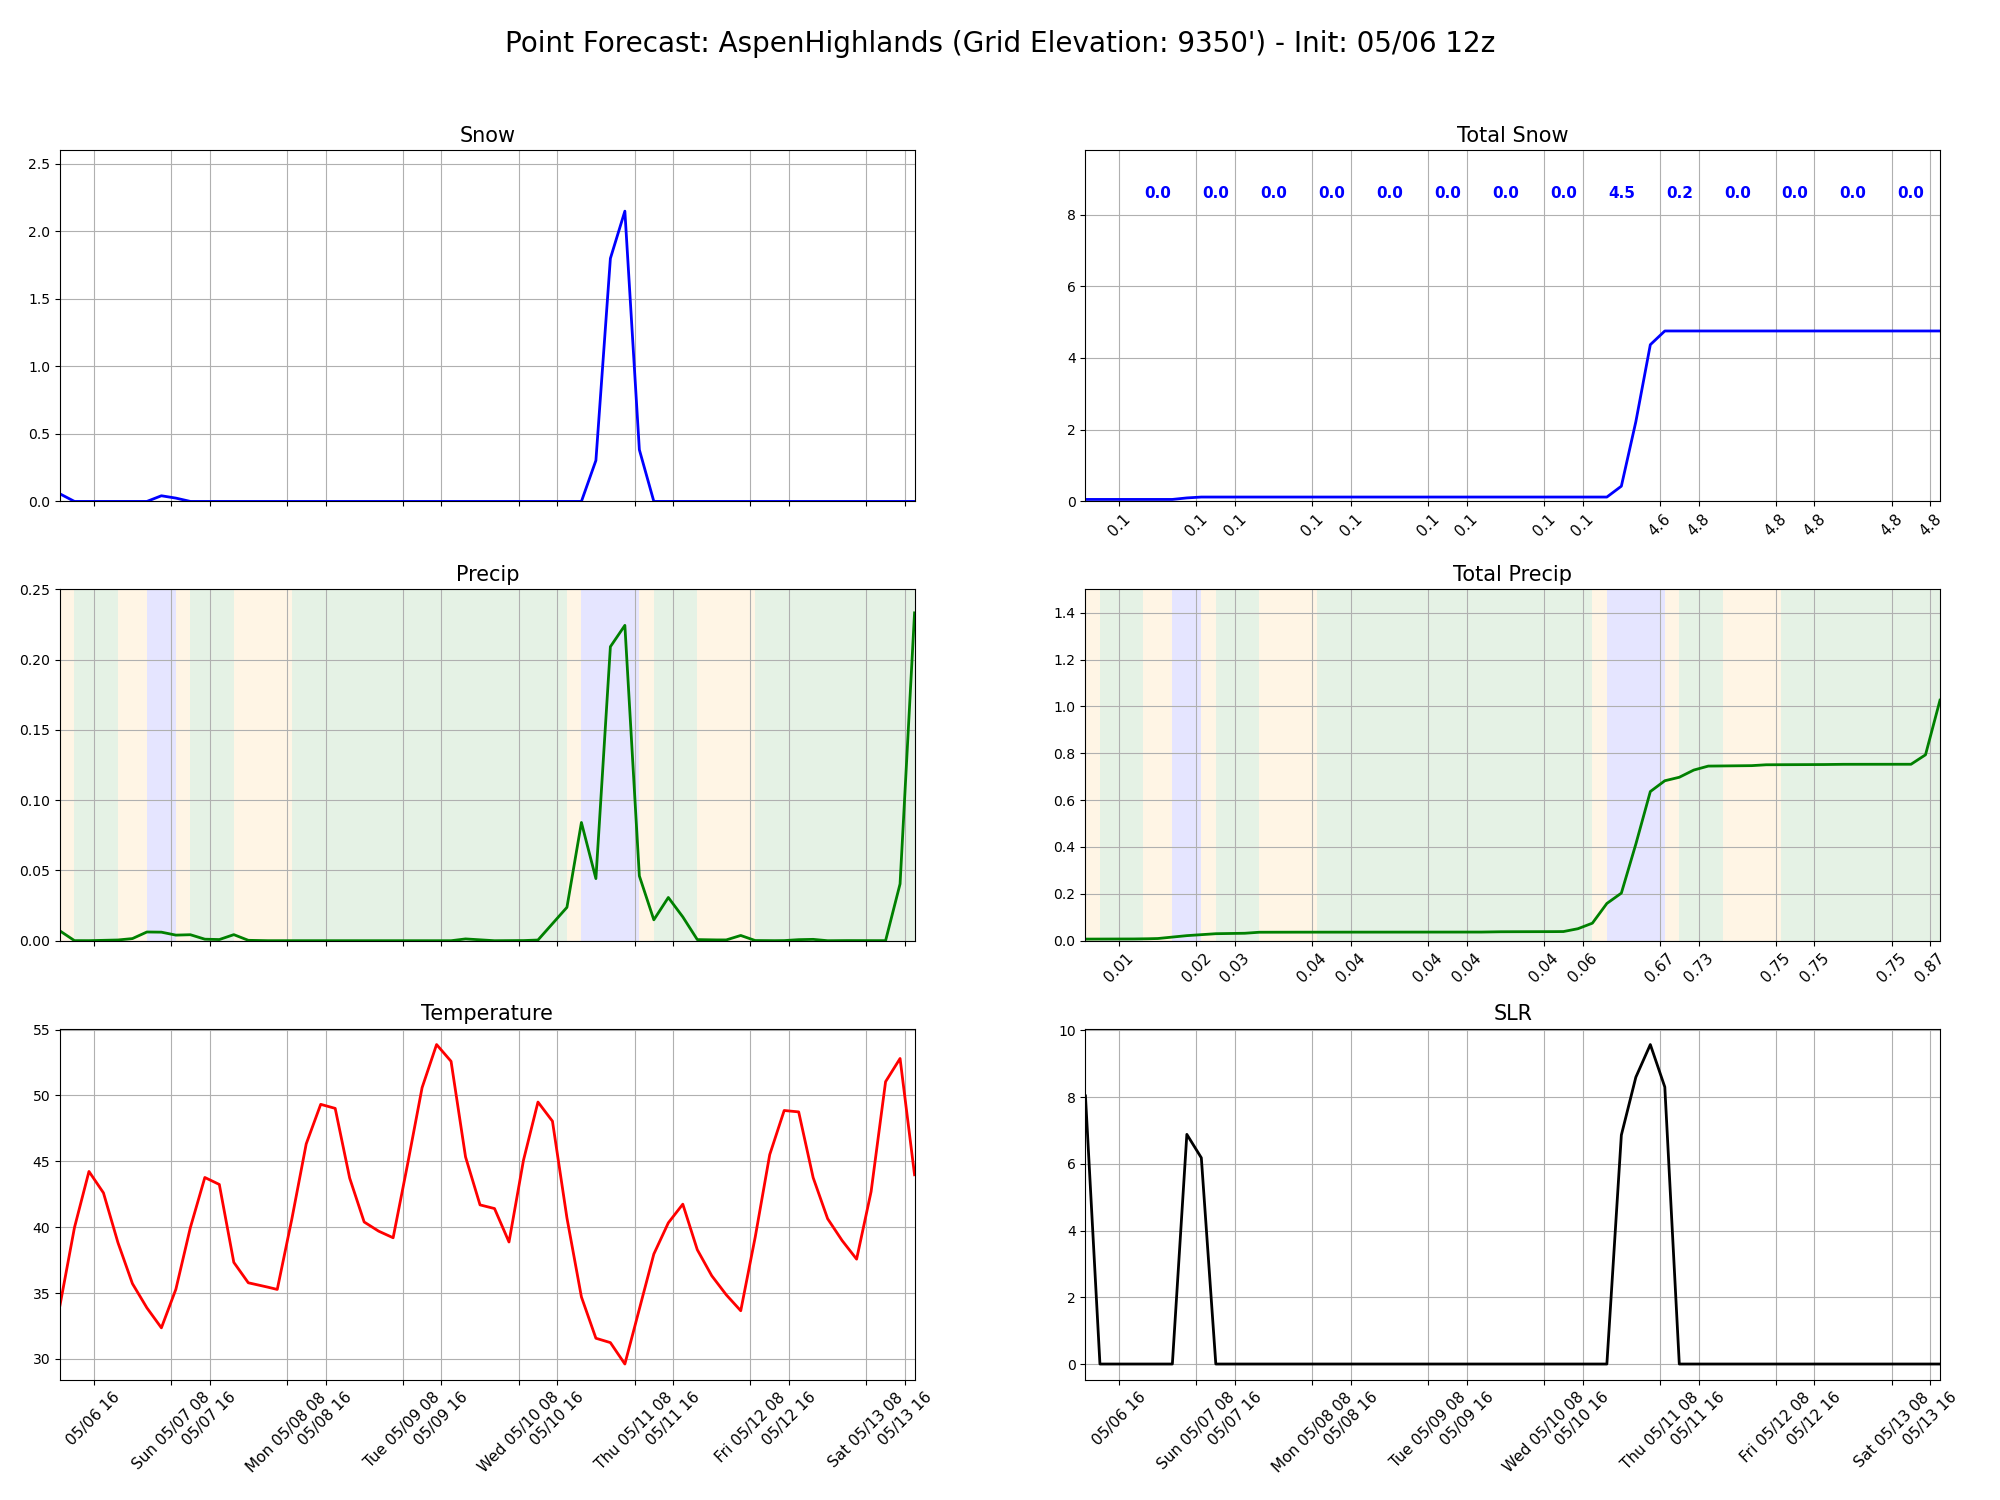 Point Forecast: AspenHighlands (Grid Elevation: 9350') - Init: 05/06 12z
Snow
2.5
2.0
1.5
1.0
0.5
0.0
Total Snow
0.0 0.0 0.0 0.0 0.0 0.0 0.0 0.0 4.5 0.2 0.0 0.0 0.0 0.0
8
6
4
2
0
0.1 0.1 0.1 0.1 0.1 0.1 0.1 0.1 0.1 4.6 4.8 4.8 4.8 4.8 4.8
Precip
0.25
0.20
0.15
0.10
0.05
0.00
Total Precip
1.4
1.2
1.0
0.8
0.6
0.4
0.2
0.0
0.01 0.02 0.03 0.04 0.04 0.04 0.04 0.04 0.06 0.67 0.73 0.75 0.75 0.75 0.87
Temperature
55
50
45
40
35
30
05/06 16
Sun 05/07 08
05/07 16
Mon 05/08 08
05/08 16
Tue 05/09 08
05/09 16
Wed 05/10 08
05/10 16
Thu 05/11 08
05/11 16
Fri 05/12 08
05/12 16
Sat 05/13 08
05/13 16
SLR
10
8
6
4
2
0
05/06 16
Sun 05/07 08
05/07 16
Mon 05/08 08
05/08 16
Tue 05/09 08
05/09 16
Wed 05/10 08
05/10 16
Thu 05/11 08
05/11 16
Fri 05/12 08
05/12 16
Sat 05/13 08
05/13 16